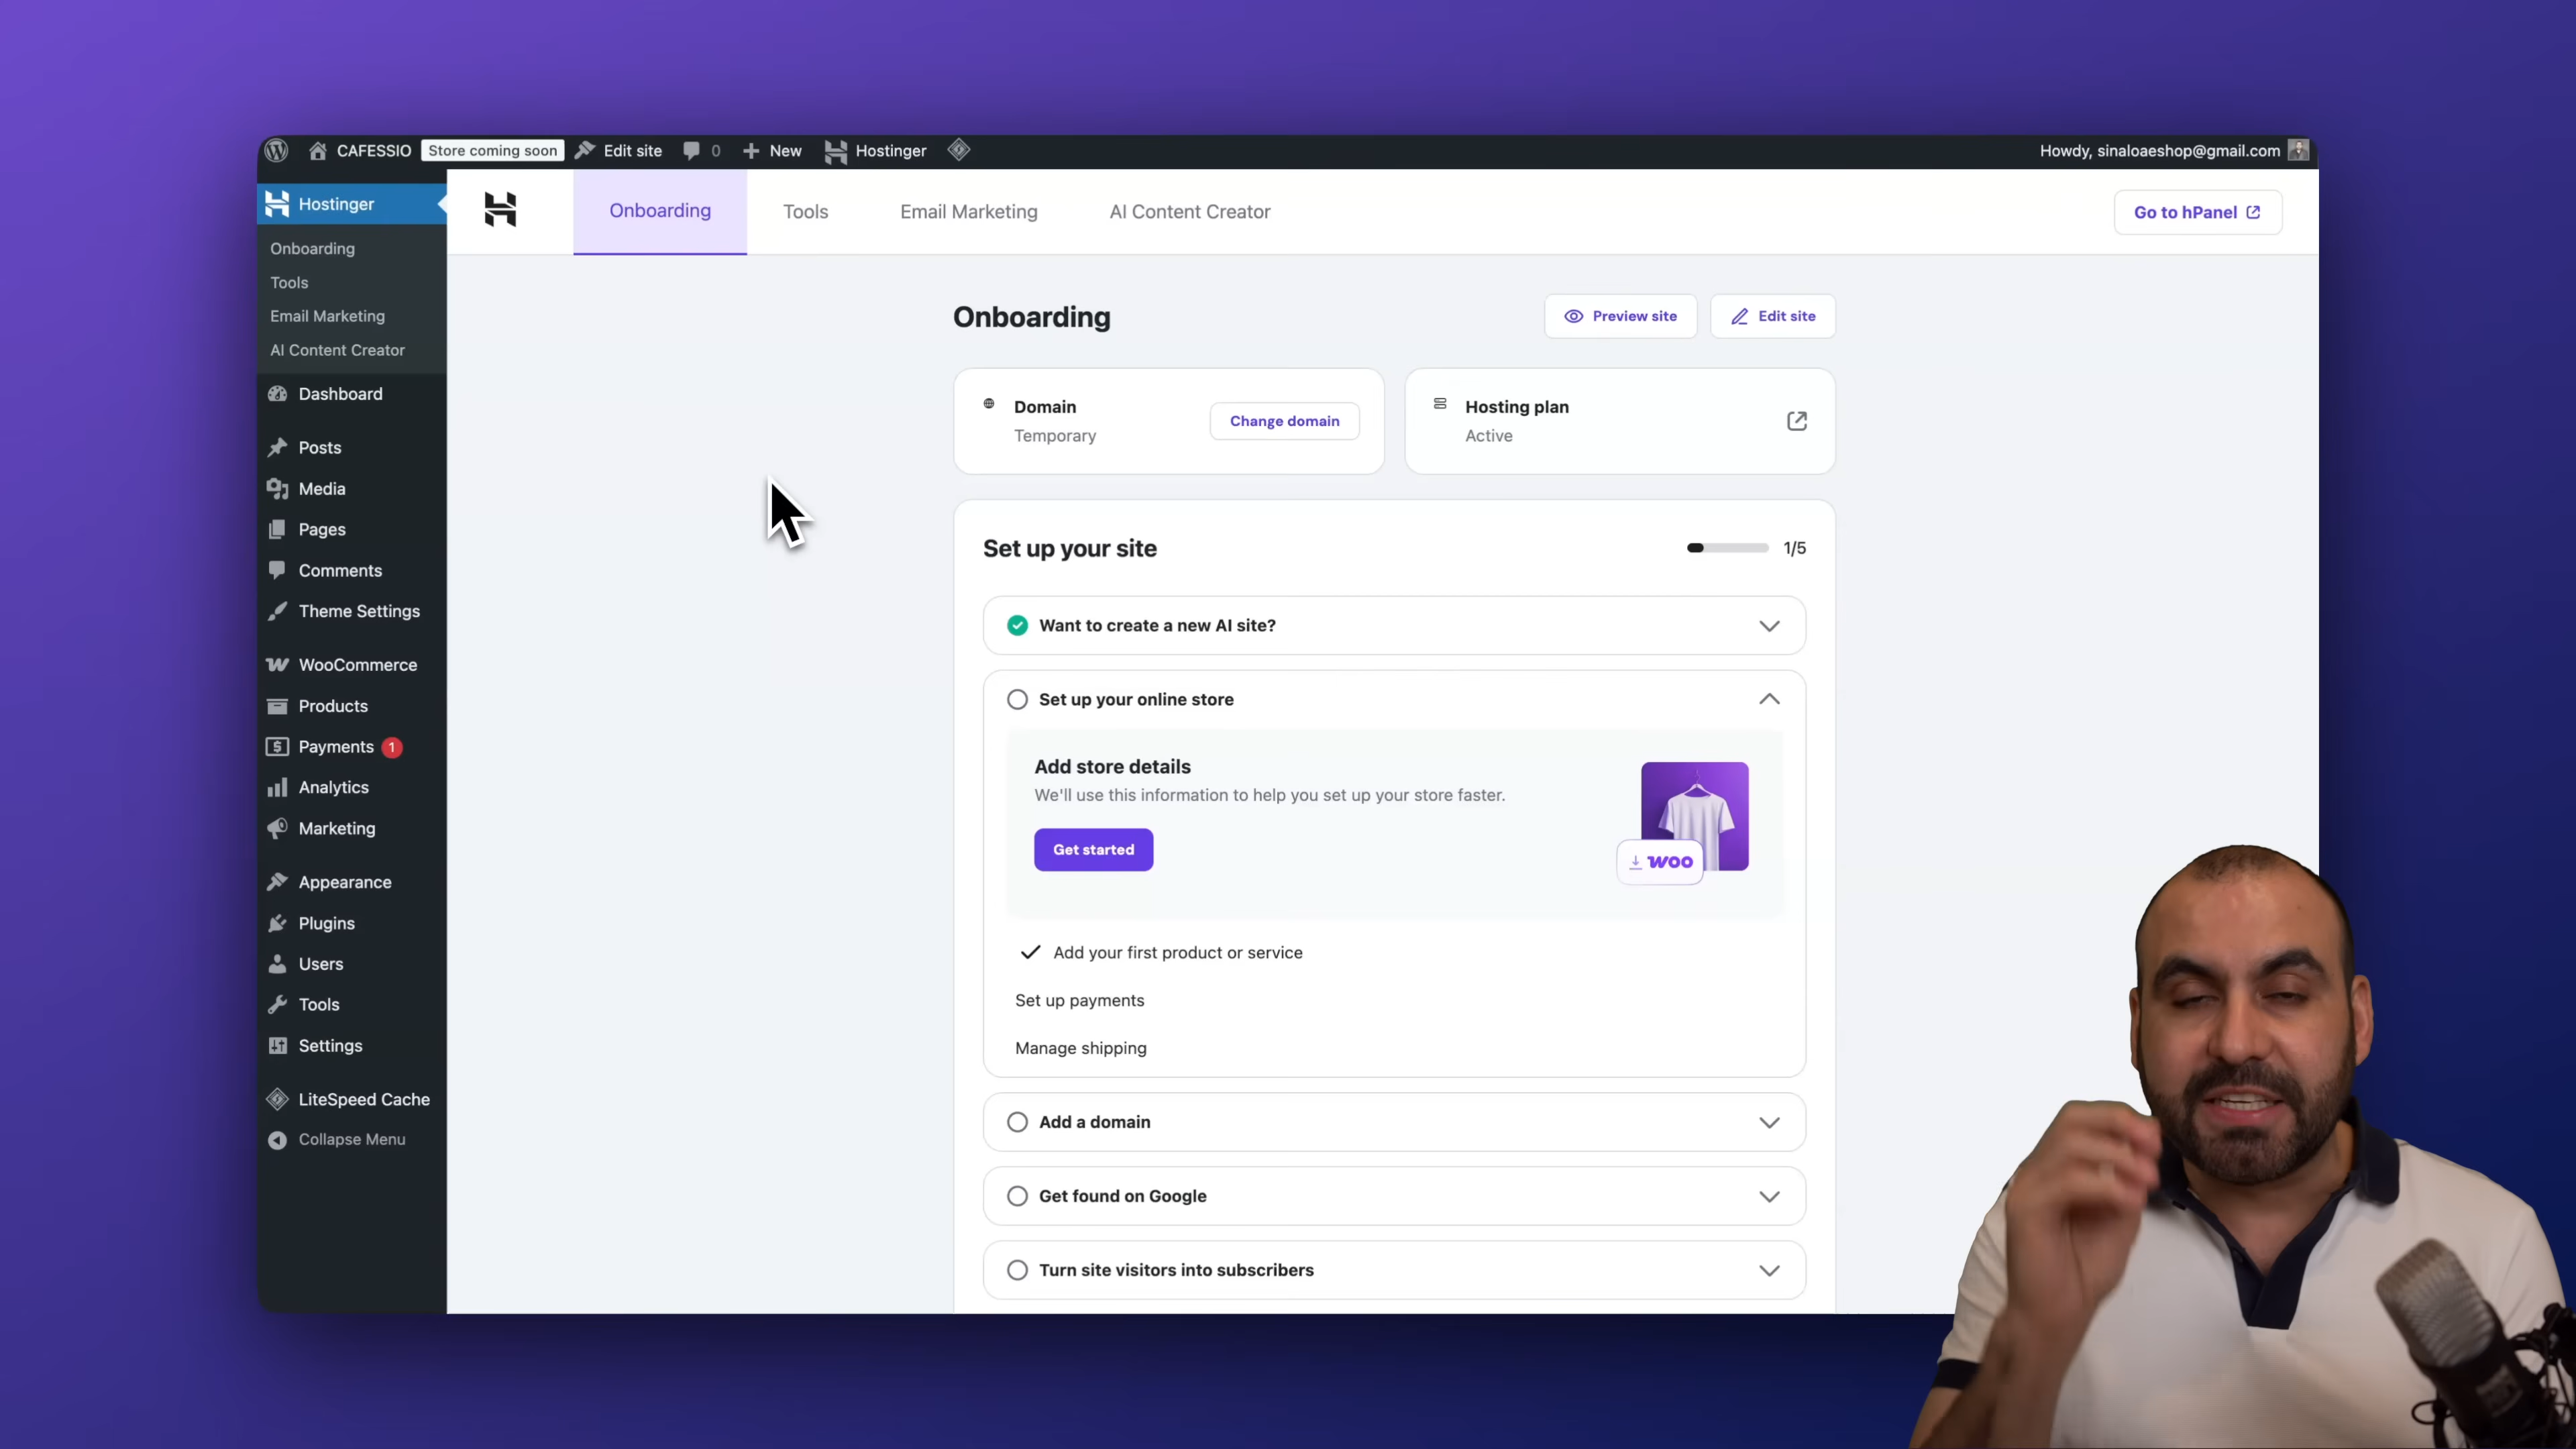 CAFESSIO
Store coming soon
Edit site
0
New
Hostinger
Howdy, sinaloaeshop@gmail.com
Hostinger
Onboarding
Tools
Email Marketing
AI Content Creator
Dashboard
Posts
Media
Pages
Comments
Theme Settings
WooCommerce
Products
Payments 1
Analytics
Marketing
Appearance
Plugins
Users
Tools
Settings
LiteSpeed Cache
Collapse Menu
Onboarding
Tools
Email Marketing
AI Content Creator
Go to hPanel
Onboarding
Preview site
Edit site
Domain
Temporary
Change domain
Hosting plan
Active
Set up your site
1/5
Want to create a new AI site?
Set up your online store
Add store details
We'll use this information to help you set up your store faster.
Get started
woo
Add your first product or service
Set up payments
Manage shipping
Add a domain
Get found on Google
Turn site visitors into subscribers